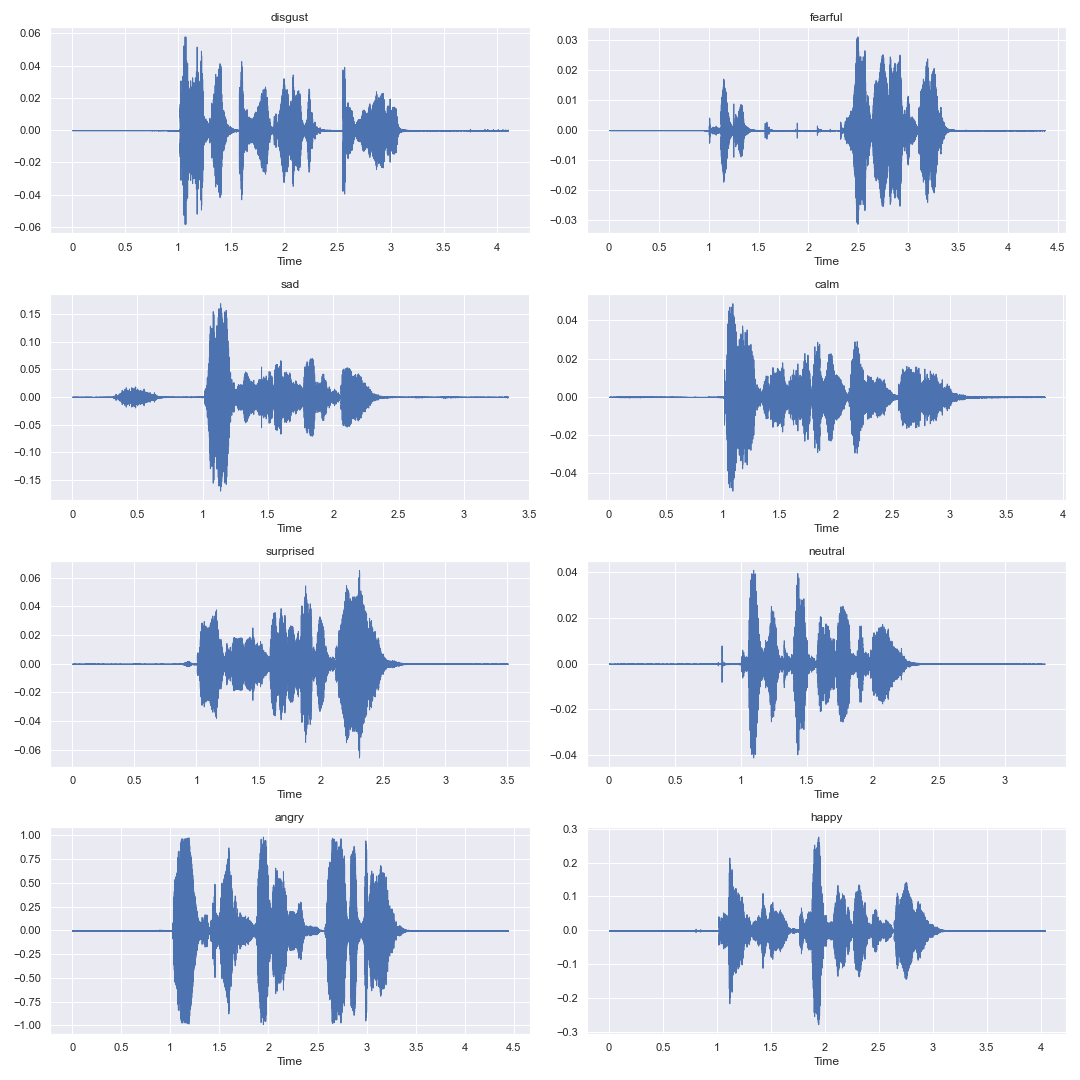 disgust
0.06
0.04
0.02
0.00
−0.02
−0.04
−0.06
0 0.5 1 1.5 2 2.5 3 3.5 4
Time
fearful
0.03
0.02
0.01
0.00
−0.01
−0.02
−0.03
0 0.5 1 1.5 2 2.5 3 3.5 4 4.5
Time
sad
0.15
0.10
0.05
0.00
−0.05
−0.10
−0.15
0 0.5 1 1.5 2 2.5 3 3.5
Time
calm
0.04
0.02
0.00
−0.02
−0.04
0 0.5 1 1.5 2 2.5 3 3.5 4
Time
surprised
0.06
0.04
0.02
0.00
−0.02
−0.04
−0.06
0 0.5 1 1.5 2 2.5 3 3.5
Time
neutral
0.04
0.02
0.00
−0.02
−0.04
0 0.5 1 1.5 2 2.5 3
Time
angry
1.00
0.75
0.50
0.25
0.00
−0.25
−0.50
−0.75
−1.00
0 0.5 1 1.5 2 2.5 3 3.5 4 4.5
Time
happy
0.3
0.2
0.1
0.0
−0.1
−0.2
−0.3
0 0.5 1 1.5 2 2.5 3 3.5 4
Time